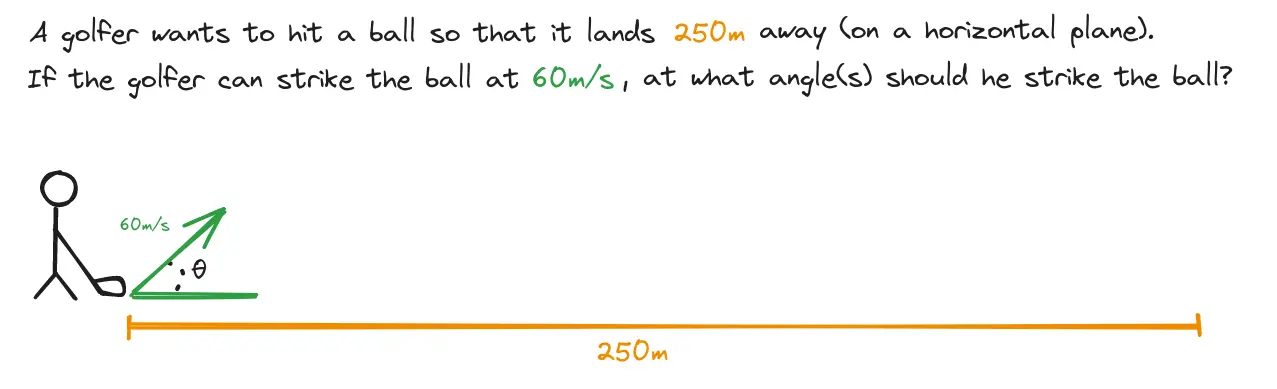 A golfer wants to hit a ball so that it lands 250m away (on a horizontal plane).
If the golfer can strike the ball at 60m/s, at what angle(s) should he strike the ball?
60m/s
θ
250m